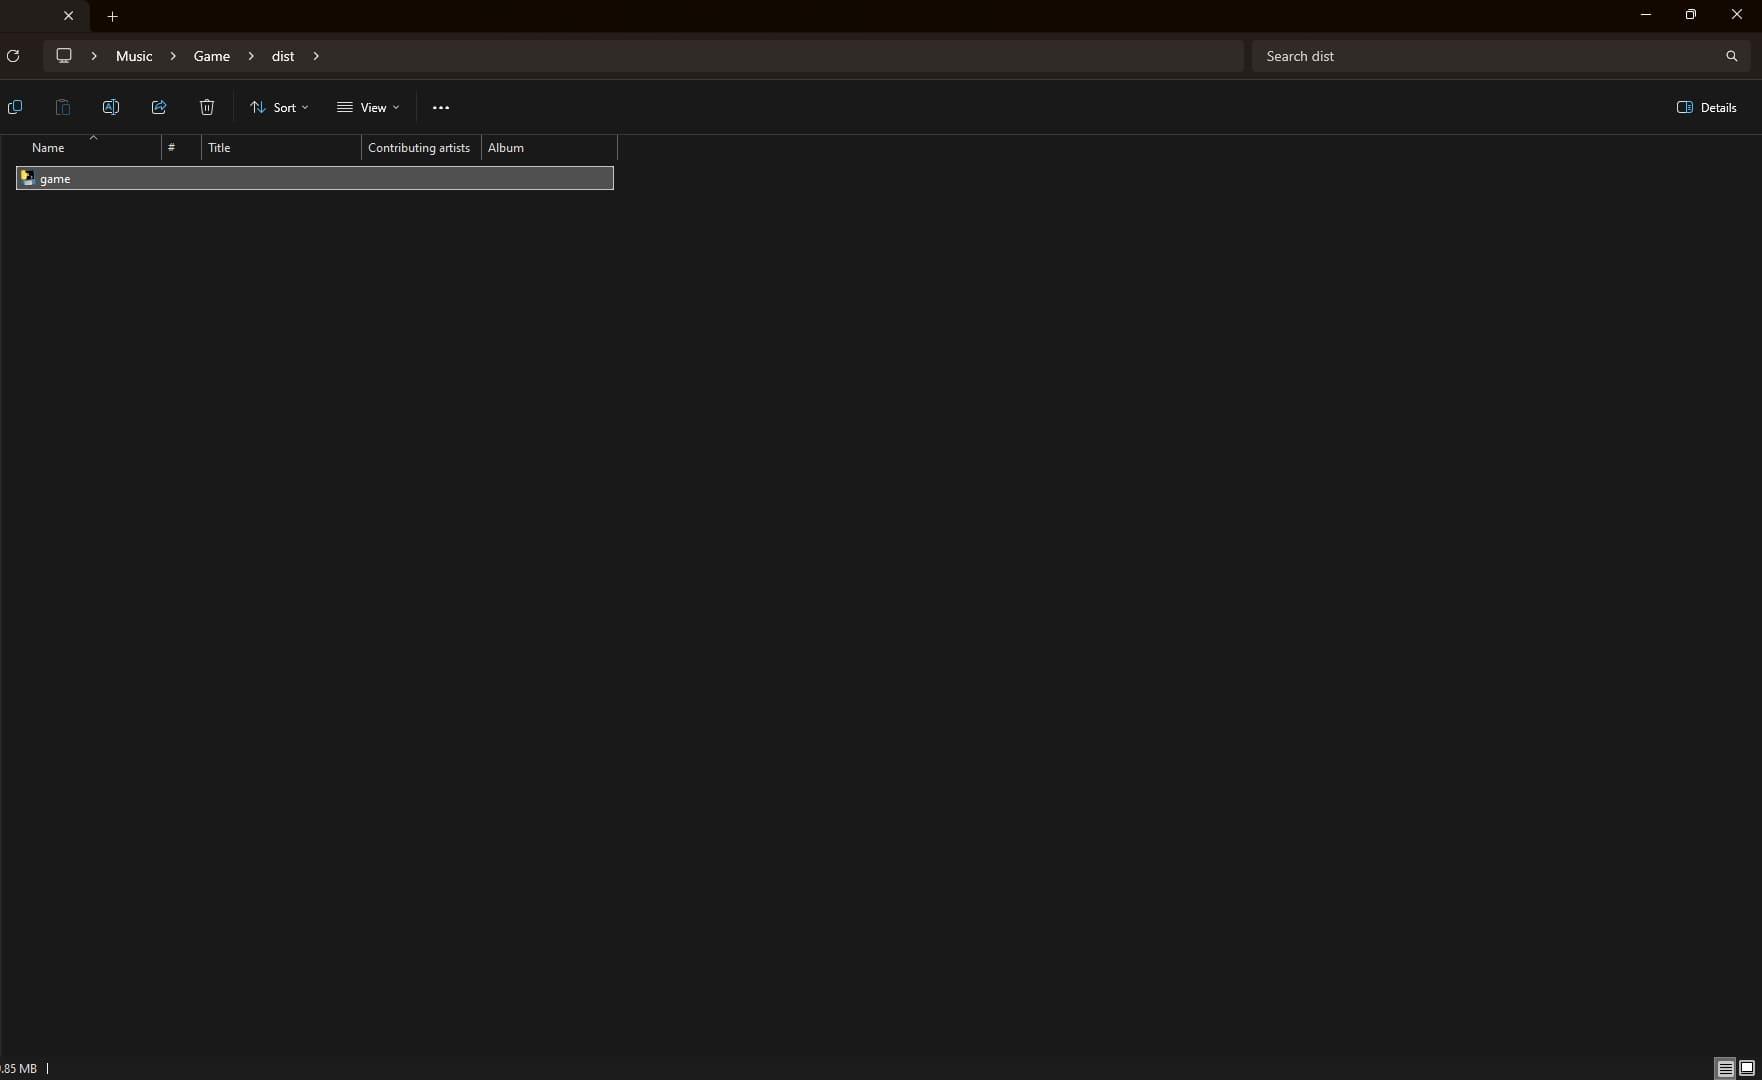 Music > Game > dist >
Search dist
Sort
View
Details
Name
#
Title
Contributing artists
Album
game
.85 MB